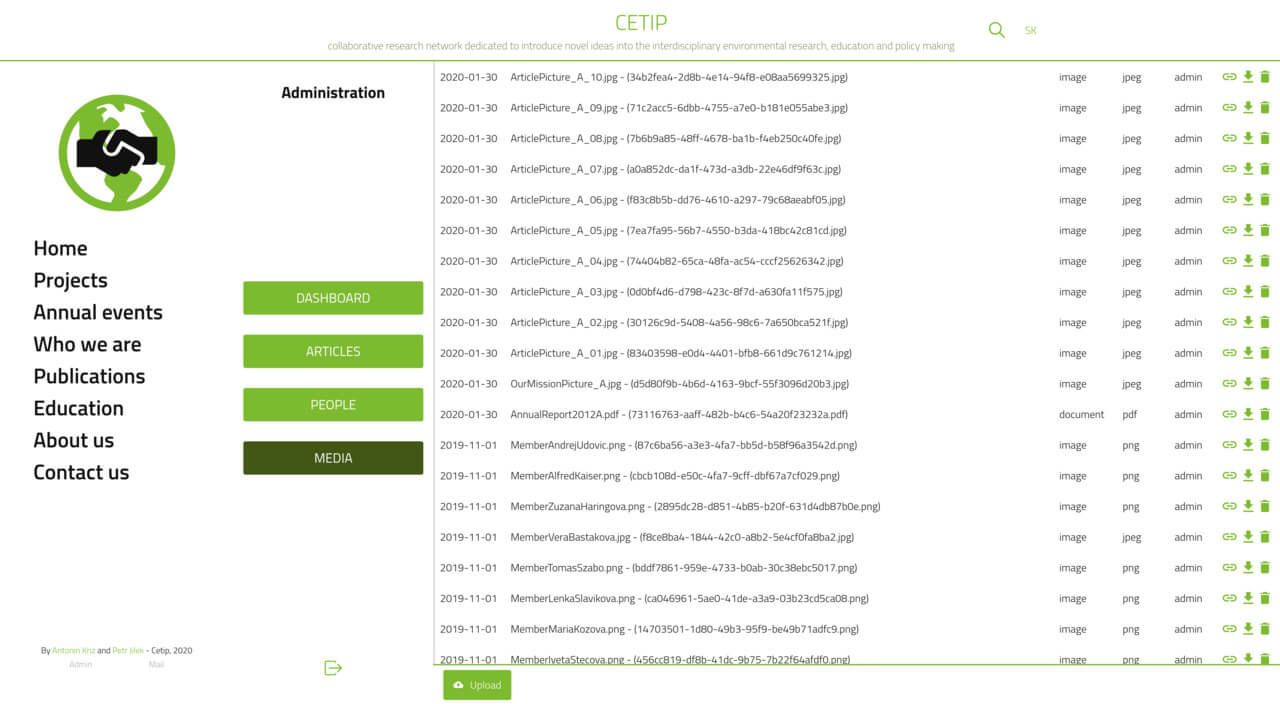 CETIP
collaborative research network dedicated to introduce novel ideas into the interdisciplinary environmental research, education and policy making
SK
Home
Projects
Annual events
Who we are
Publications
Education
About us
Contact us
By Antonin Kriz and Petr Jilek - Cetip, 2020
Admin Mail
Administration
DASHBOARD
ARTICLES
PEOPLE
MEDIA
2020-01-30 ArticlePicture_A_10.jpg - (34b2fea4-2d8b-4e14-94f8-e08aa5699325.jpg) image jpeg admin
2020-01-30 ArticlePicture_A_09.jpg - (71c2acc5-6dbb-4755-a7e0-b181e055abe3.jpg) image jpeg admin
2020-01-30 ArticlePicture_A_08.jpg - (7b6b9a85-48ff-4678-ba1b-f4eb250c40fe.jpg) image jpeg admin
2020-01-30 ArticlePicture_A_07.jpg - (a0a852dc-da1f-473d-a3db-22e46df9f63c.jpg) image jpeg admin
2020-01-30 ArticlePicture_A_06.jpg - (f83c8b5b-dd76-4610-a297-79c68aeabf05.jpg) image jpeg admin
2020-01-30 ArticlePicture_A_05.jpg - (7ea7fa95-56b7-4550-b3da-418bc42c81cd.jpg) image jpeg admin
2020-01-30 ArticlePicture_A_04.jpg - (74404b82-65ca-48fa-ac54-cccf25626342.jpg) image jpeg admin
2020-01-30 ArticlePicture_A_03.jpg - (0d0bf4d6-d798-423c-8f7d-a630fa11f575.jpg) image jpeg admin
2020-01-30 ArticlePicture_A_02.jpg - (30126c9d-5408-4a56-98c6-7a650bca521f.jpg) image jpeg admin
2020-01-30 ArticlePicture_A_01.jpg - (83403598-e0d4-4401-bfb8-661d9c761214.jpg) image jpeg admin
2020-01-30 OurMissionPicture_A.jpg - (d5d80f9b-4b6d-4163-9bcf-55f3096d20b3.jpg) image jpeg admin
2020-01-30 AnnualReport2012A.pdf - (73116763-aaff-482b-b4c6-54a20f23232a.pdf) document pdf admin
2019-11-01 MemberAndrejUdovic.png - (87c6ba56-a3e3-4fa7-bb5d-b58f96a3542d.png) image png admin
2019-11-01 MemberAlfredKaiser.png - (cbcb108d-e50c-4fa7-9cff-dbf67a7cf029.png) image png admin
2019-11-01 MemberZuzanaHaringova.png - (2895dc28-d851-4b85-b20f-631d4db87b0e.png) image png admin
2019-11-01 MemberVeraBastakova.jpg - (f8ce8ba4-1844-42c0-a8b2-5e4cf0fa8ba2.jpg) image jpeg admin
2019-11-01 MemberTomasSzabo.png - (bddf7861-959e-4733-b0ab-30c38ebc5017.png) image png admin
2019-11-01 MemberLenkaSlavikova.png - (ca046961-5ae0-41de-a3a9-03b23cd5ca08.png) image png admin
2019-11-01 MemberMariaKozova.png - (14703501-1d80-49b3-95f9-be49b71adfc9.png) image png admin
2019-11-01 MemberIvetaStecova.png - (456cc819-df8b-41dc-9b75-7b22f64afdf0.png) image png admin
Upload